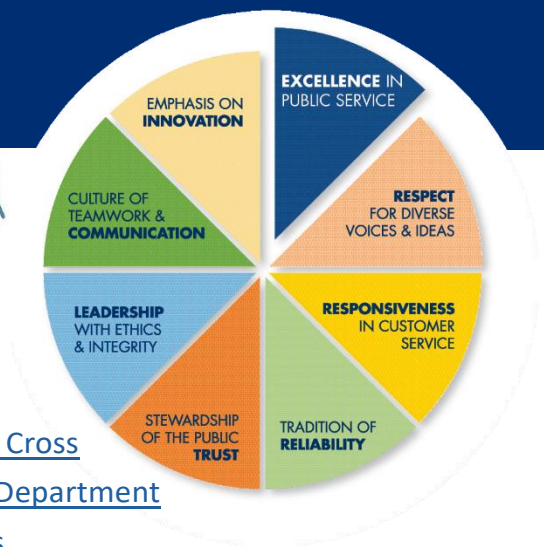 EXCELLENCE IN
PUBLIC SERVICE
RESPECT
FOR DIVERSE
VOICES & IDEAS
RESPONSIVENESS
IN CUSTOMER
SERVICE
TRADITION OF
RELIABILITY
STEWARDSHIP
OF THE PUBLIC
TRUST
LEADERSHIP
WITH ETHICS
& INTEGRITY
CULTURE OF
TEAMWORK &
COMMUNICATION
EMPHASIS ON
INNOVATION
Cross
Department